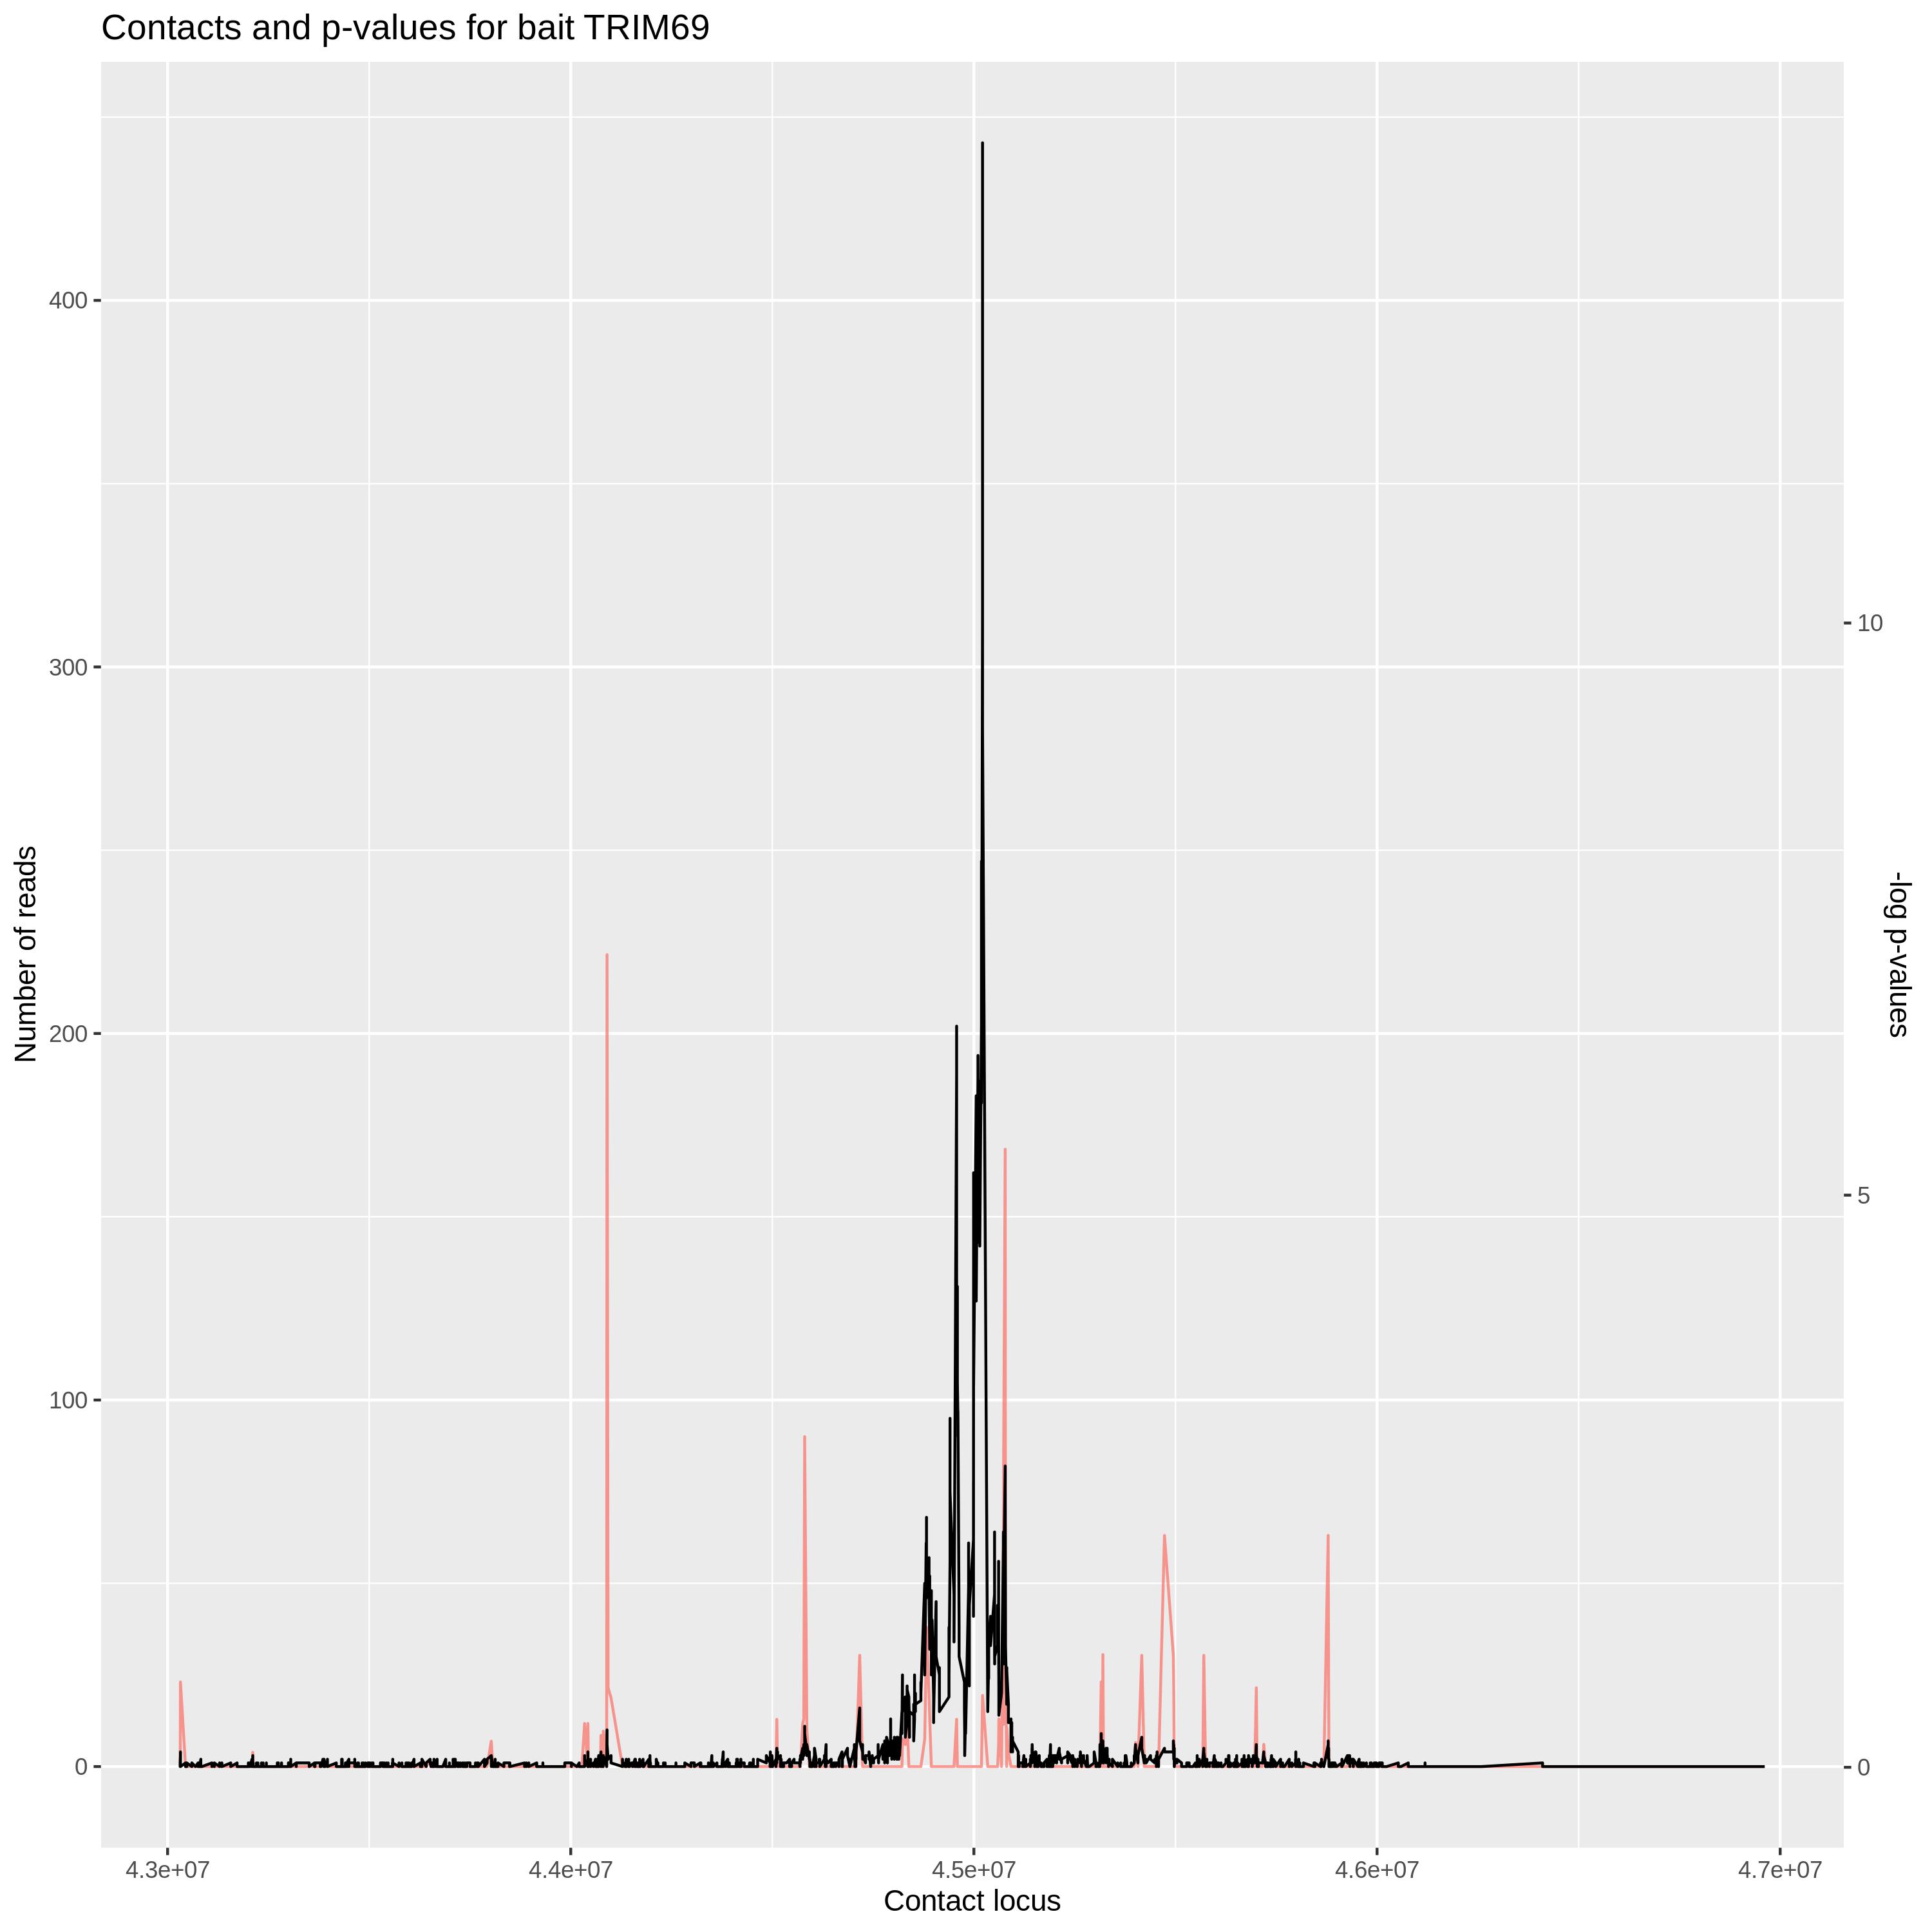 Contacts and p-values for bait TRIM69
Number of reads
400
300
200
100
0
10
5
0
-log p-values
4.3e+07
4.4e+07
4.5e+07
4.6e+07
4.7e+07
Contact locus